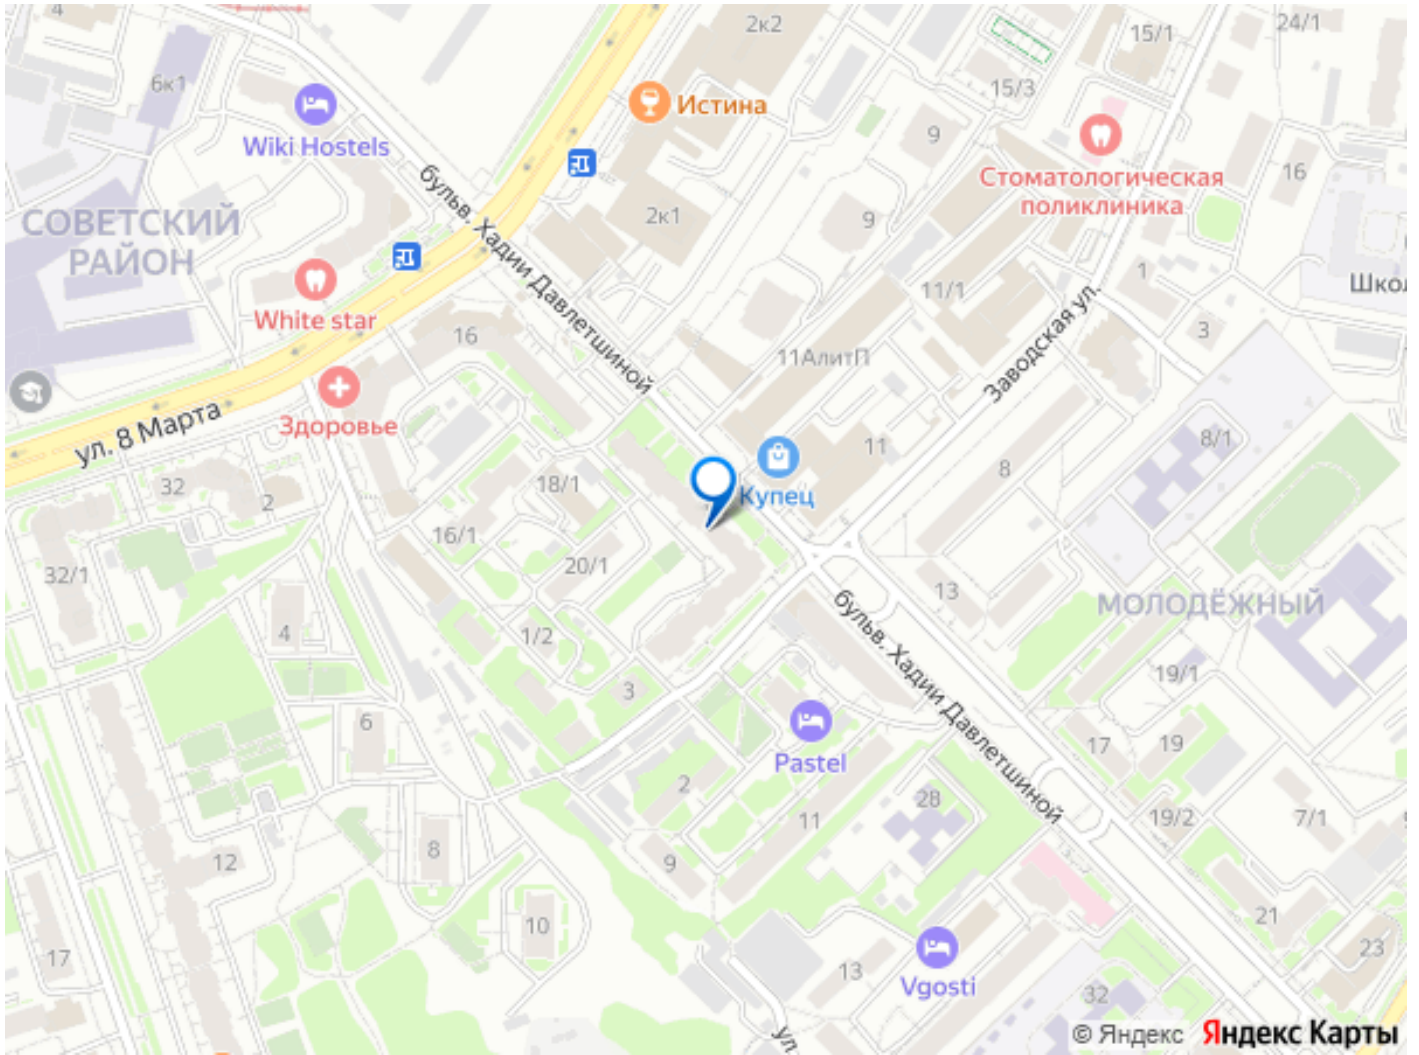 4
2к2
24/1
15/1
6к1
15/3
Истина
9
Wiki Hostels
16
бульв. Хадии Давлетшиной
Стоматологическая
поликлиника
СОВЕТСКИЙ
РАЙОН
2к1
9
1
11/1
Шко
White star
16
3
Заводская ул.
11АлитП
Здоровье
ул. 8 Марта
8/1
11
8
Купец
32
2
18/1
16/1
20/1
32/1
13
МОЛОДЁЖНЫЙ
бульв. Хадии Давлетшиной
4
1/2
19/1
3
6
Pastel
17
19
2
28
11
19/2
7/1
8
12
9
10
21
17
13
23
Vgosti
32
ул
© Яндекс Яндекс Карты